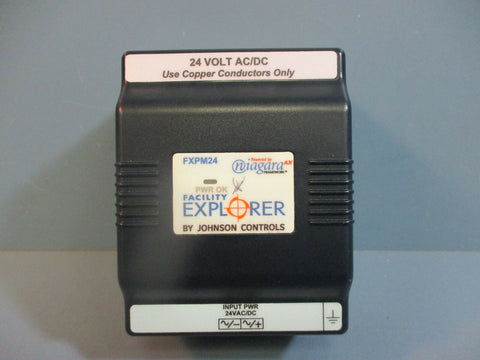 24 VOLT AC/DC
Use Copper Conductors Only
FXPM24
Powered by
niagara AX
FRAMEWORK™
PWR OK
FACILITY
EXPLORER
BY JOHNSON CONTROLS
INPUT PWR
24VAC/DC
~/- ~/+